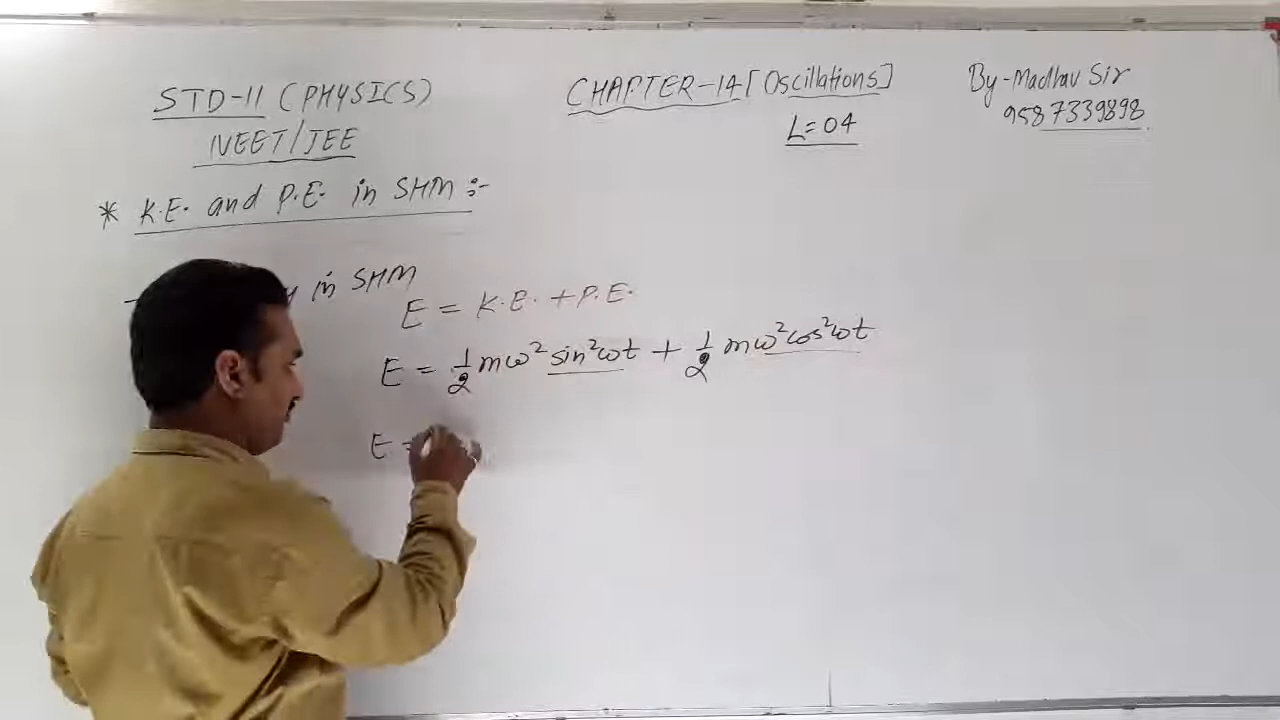 STD-11 (PHYSICS)
NEET/JEE
CHAPTER-14 [Oscillations]
L=04
By-Madhav Sir
9587339898
* K.E. and P.E. in SHM :-
in SHM
E = K.E. + P.E.
E = 1/2 mω² sin²ωt + 1/2 mω² cos²ωt
E =